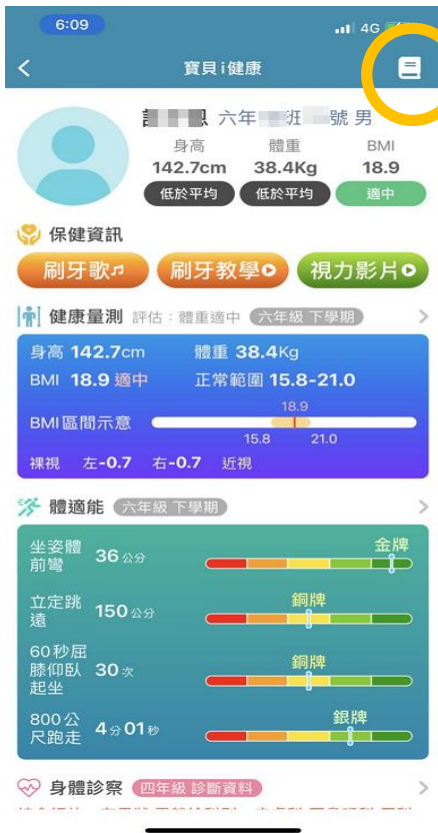 6:09
4G
寶貝i健康
恩 六年 班 號 男
身高 體重 BMI
142.7cm 38.4Kg 18.9
低於平均 低於平均 適中
保健資訊
刷牙歌 刷牙教學 視力影片
健康量測 評估：體重適中 六年級 下學期
身高 142.7cm 體重 38.4Kg
BMI 18.9 適中 正常範圍 15.8-21.0
18.9
BMI區間示意
15.8 21.0
裸視 左-0.7 右-0.7 近視
體適能 六年級 下學期
坐姿體前彎 36 公分 金牌
立定跳遠 150 公分 銅牌
60秒屈膝仰臥起坐 30 次 銅牌
800公尺跑走 4分01秒 銀牌
身體診察 四年級 診斷資料